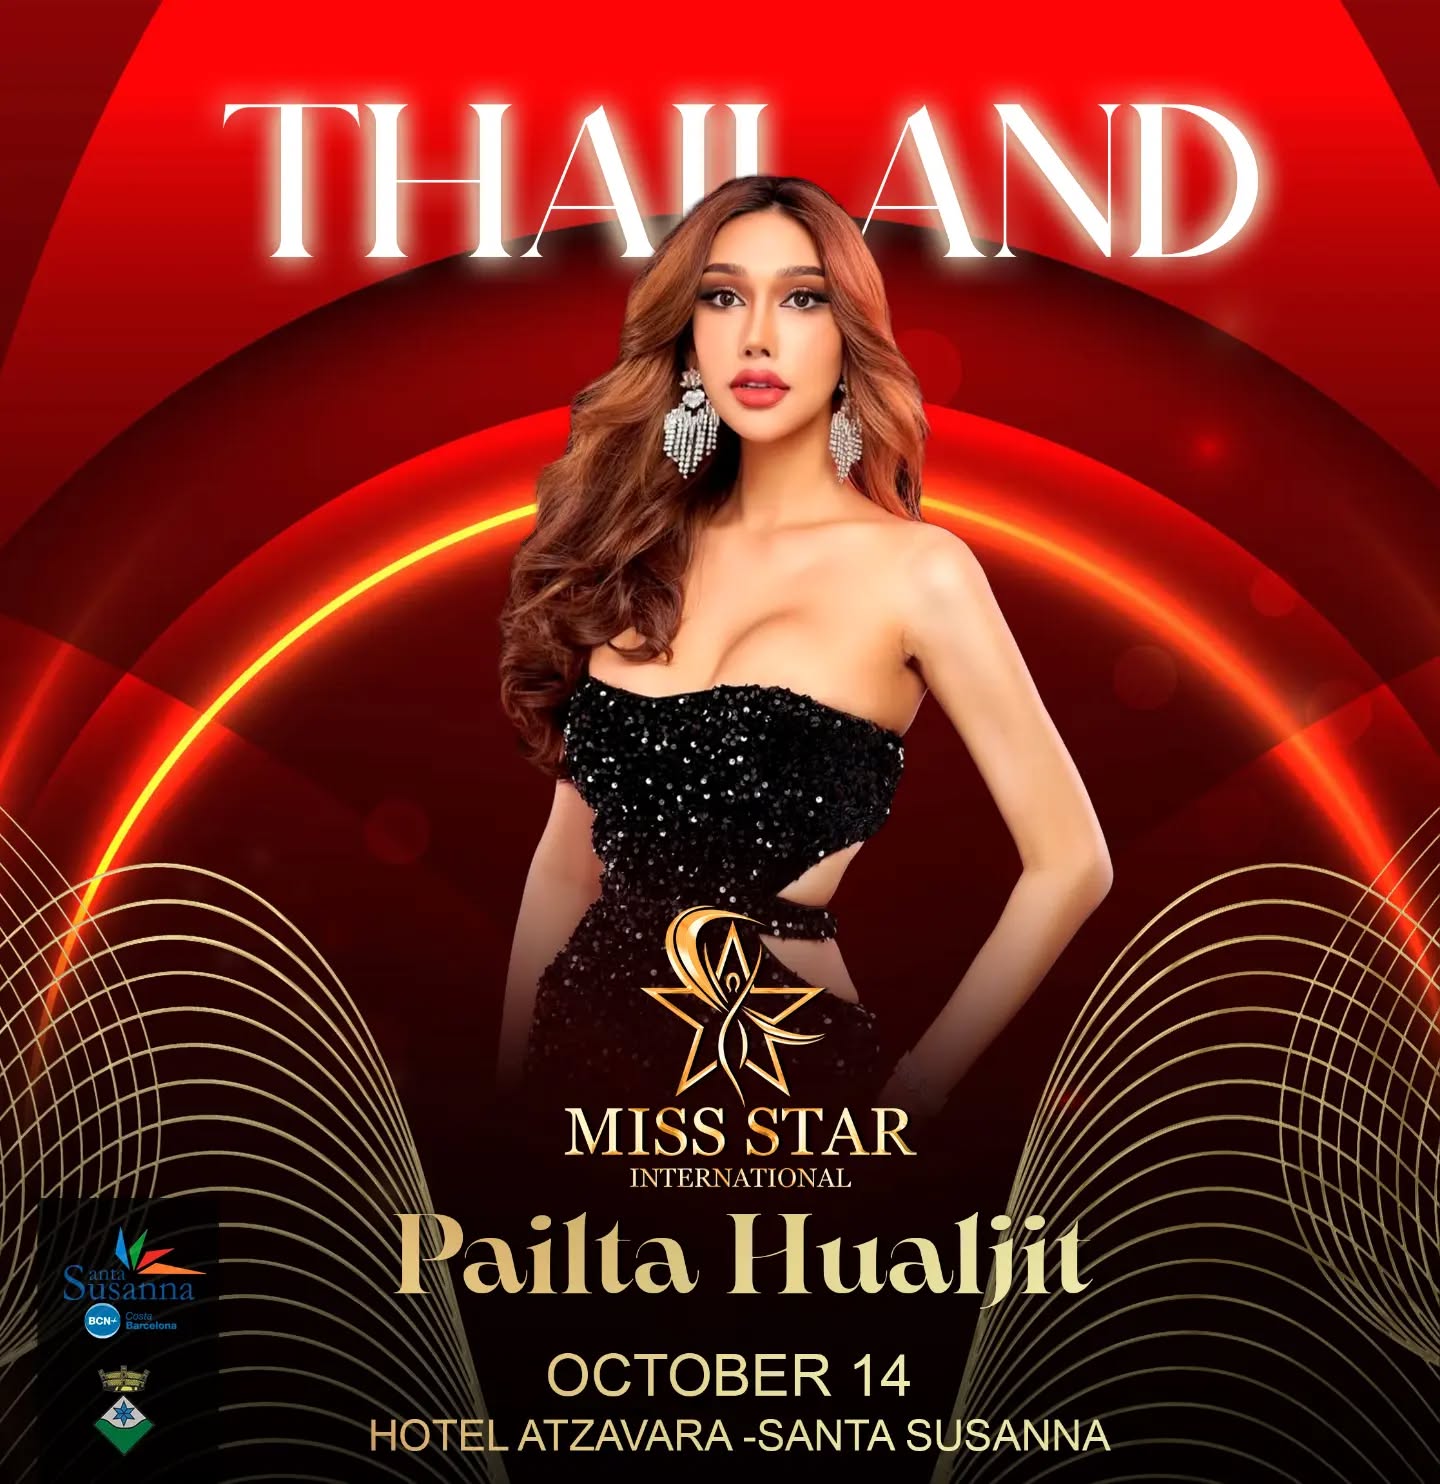 THAILAND
MISS STAR
INTERNATIONAL
Pailta Hualjit
Santa
Susanna
BCN+ Costa
Barcelona
OCTOBER 14
HOTEL ATZAVARA -SANTA SUSANNA